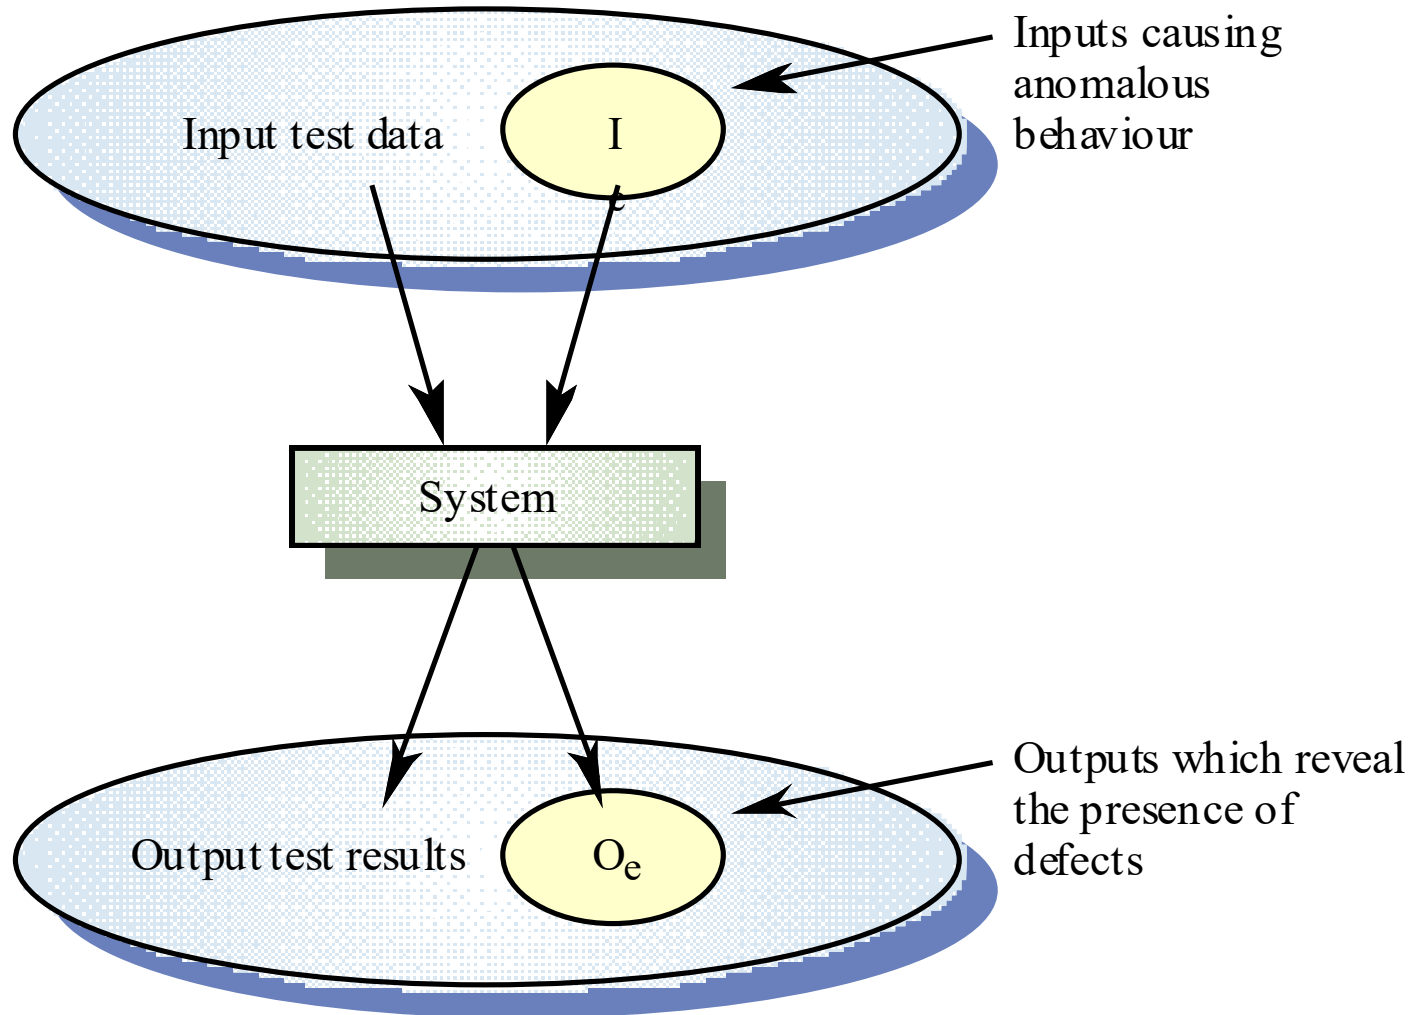 Inputs causing
anomalous
behaviour
Input test data
I
e
System
Outputs which reveal
the presence of
defects
Output test results
Oe